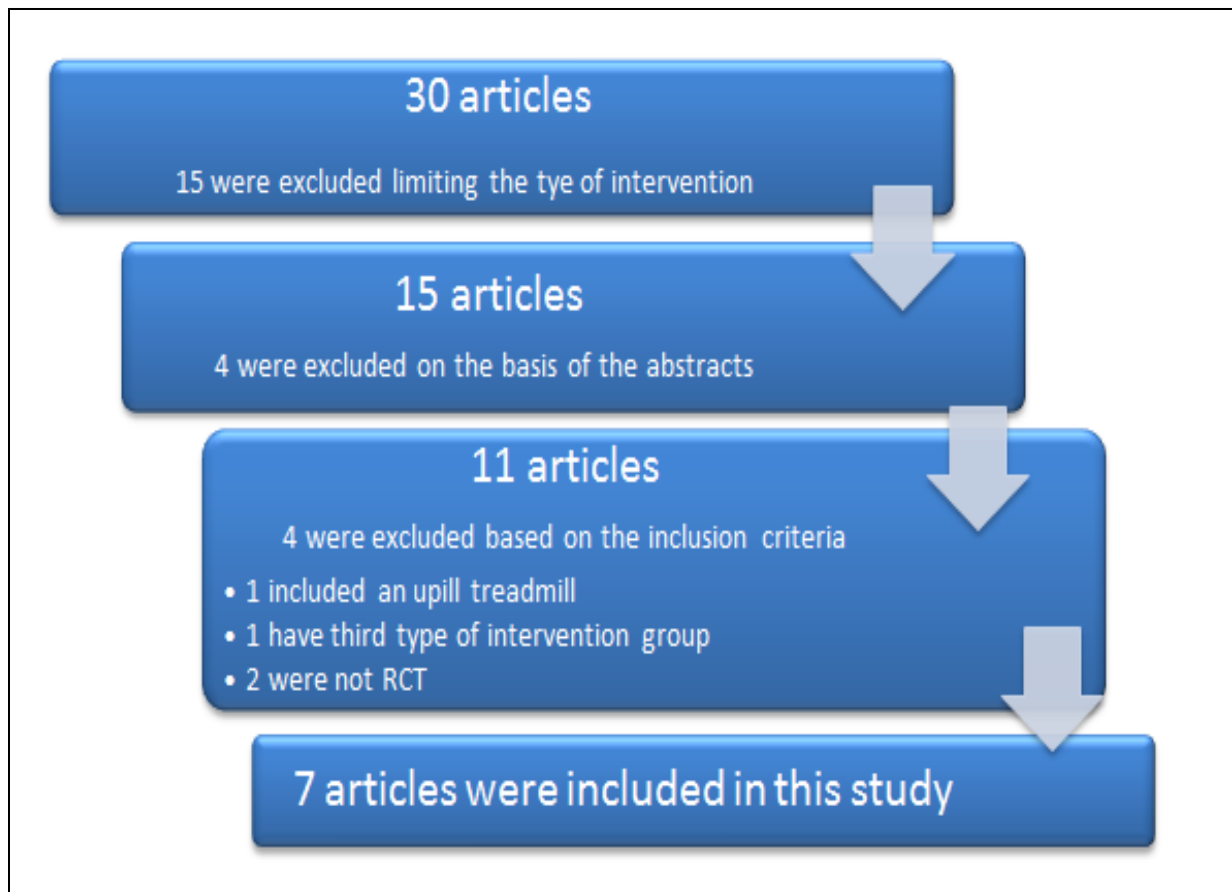 30 articles
15 were excluded limiting the tye of intervention
15 articles
4 were excluded on the basis of the abstracts
11 articles
4 were excluded based on the inclusion criteria
• 1 included an upill treadmill
• 1 have third type of intervention group
• 2 were not RCT
7 articles were included in this study